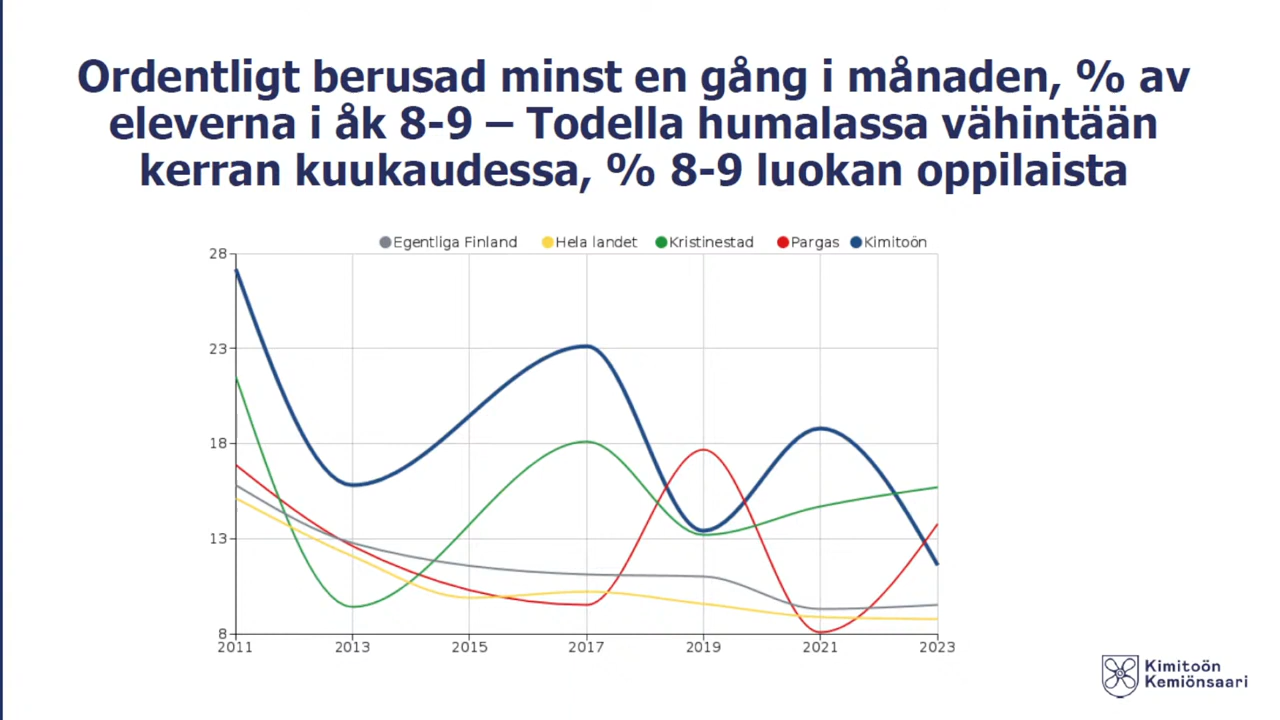 Ordentligt berusad minst en gång i månaden, % av
eleverna i åk 8-9 – Todella humalassa vähintään
kerran kuukaudessa, % 8-9 luokan oppilaista
Egentliga Finland Hela landet Kristinestad Pargas Kimitoön
28
23
18
13
8
2011 2013 2015 2017 2019 2021 2023
Kimitoön
Kemiönsaari